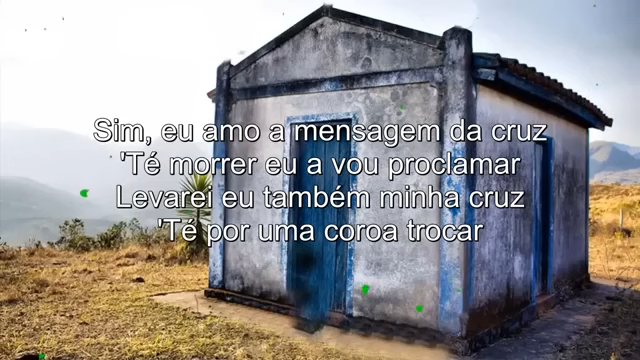 Sim, eu amo a mensagem da cruz
'Té morrer eu a vou proclamar
Levarei eu também minha cruz
'Té por uma coroa trocar